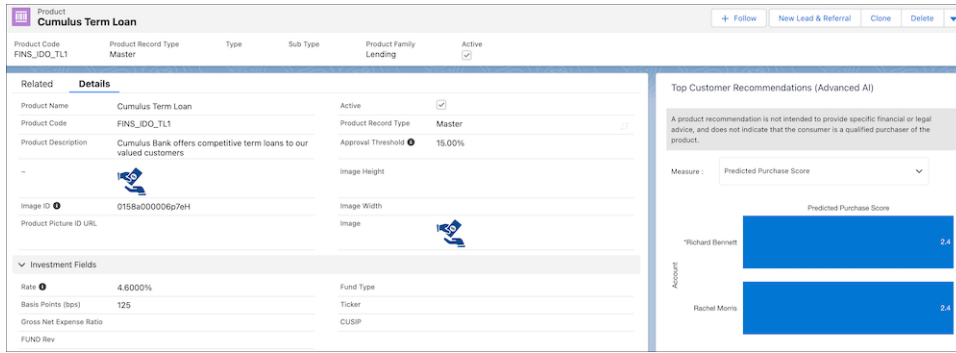 Product
Cumulus Term Loan
+ Follow
New Lead & Referral
Clone
Delete
Product Code
Product Record Type
Type
Sub Type
Product Family
Active
FINS_IDO_TL1
Master
Lending
Related
Details
Product Name
Cumulus Term Loan
Active
Product Code
FINS_IDO_TL1
Product Record Type
Master
Product Description
Cumulus Bank offers competitive term loans to our
valued customers
Approval Threshold
15.00%
–
Image Height
Image ID
0158a000006p7eH
Image Width
Product Picture ID URL
Image
Investment Fields
Rate
4.6000%
Fund Type
Basis Points (bps)
125
Ticker
Gross Net Expense Ratio
CUSIP
FUND Rev
Top Customer Recommendations (Advanced AI)
A product recommendation is not intended to provide specific financial or legal
advice, and does not indicate that the consumer is a qualified purchaser of the
product.
Measure :
Predicted Purchase Score
Predicted Purchase Score
Account
*Richard Bennett
2.4
Rachel Morris
2.4